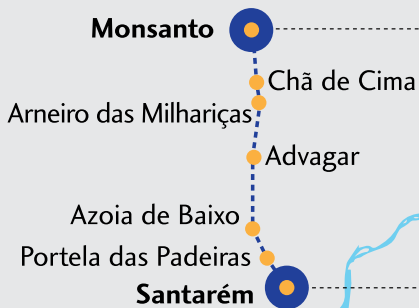 Monsanto
Chã de Cima
Arneiro das Milhariças
Advagar
Azoia de Baixo
Portela das Padeiras
Santarém